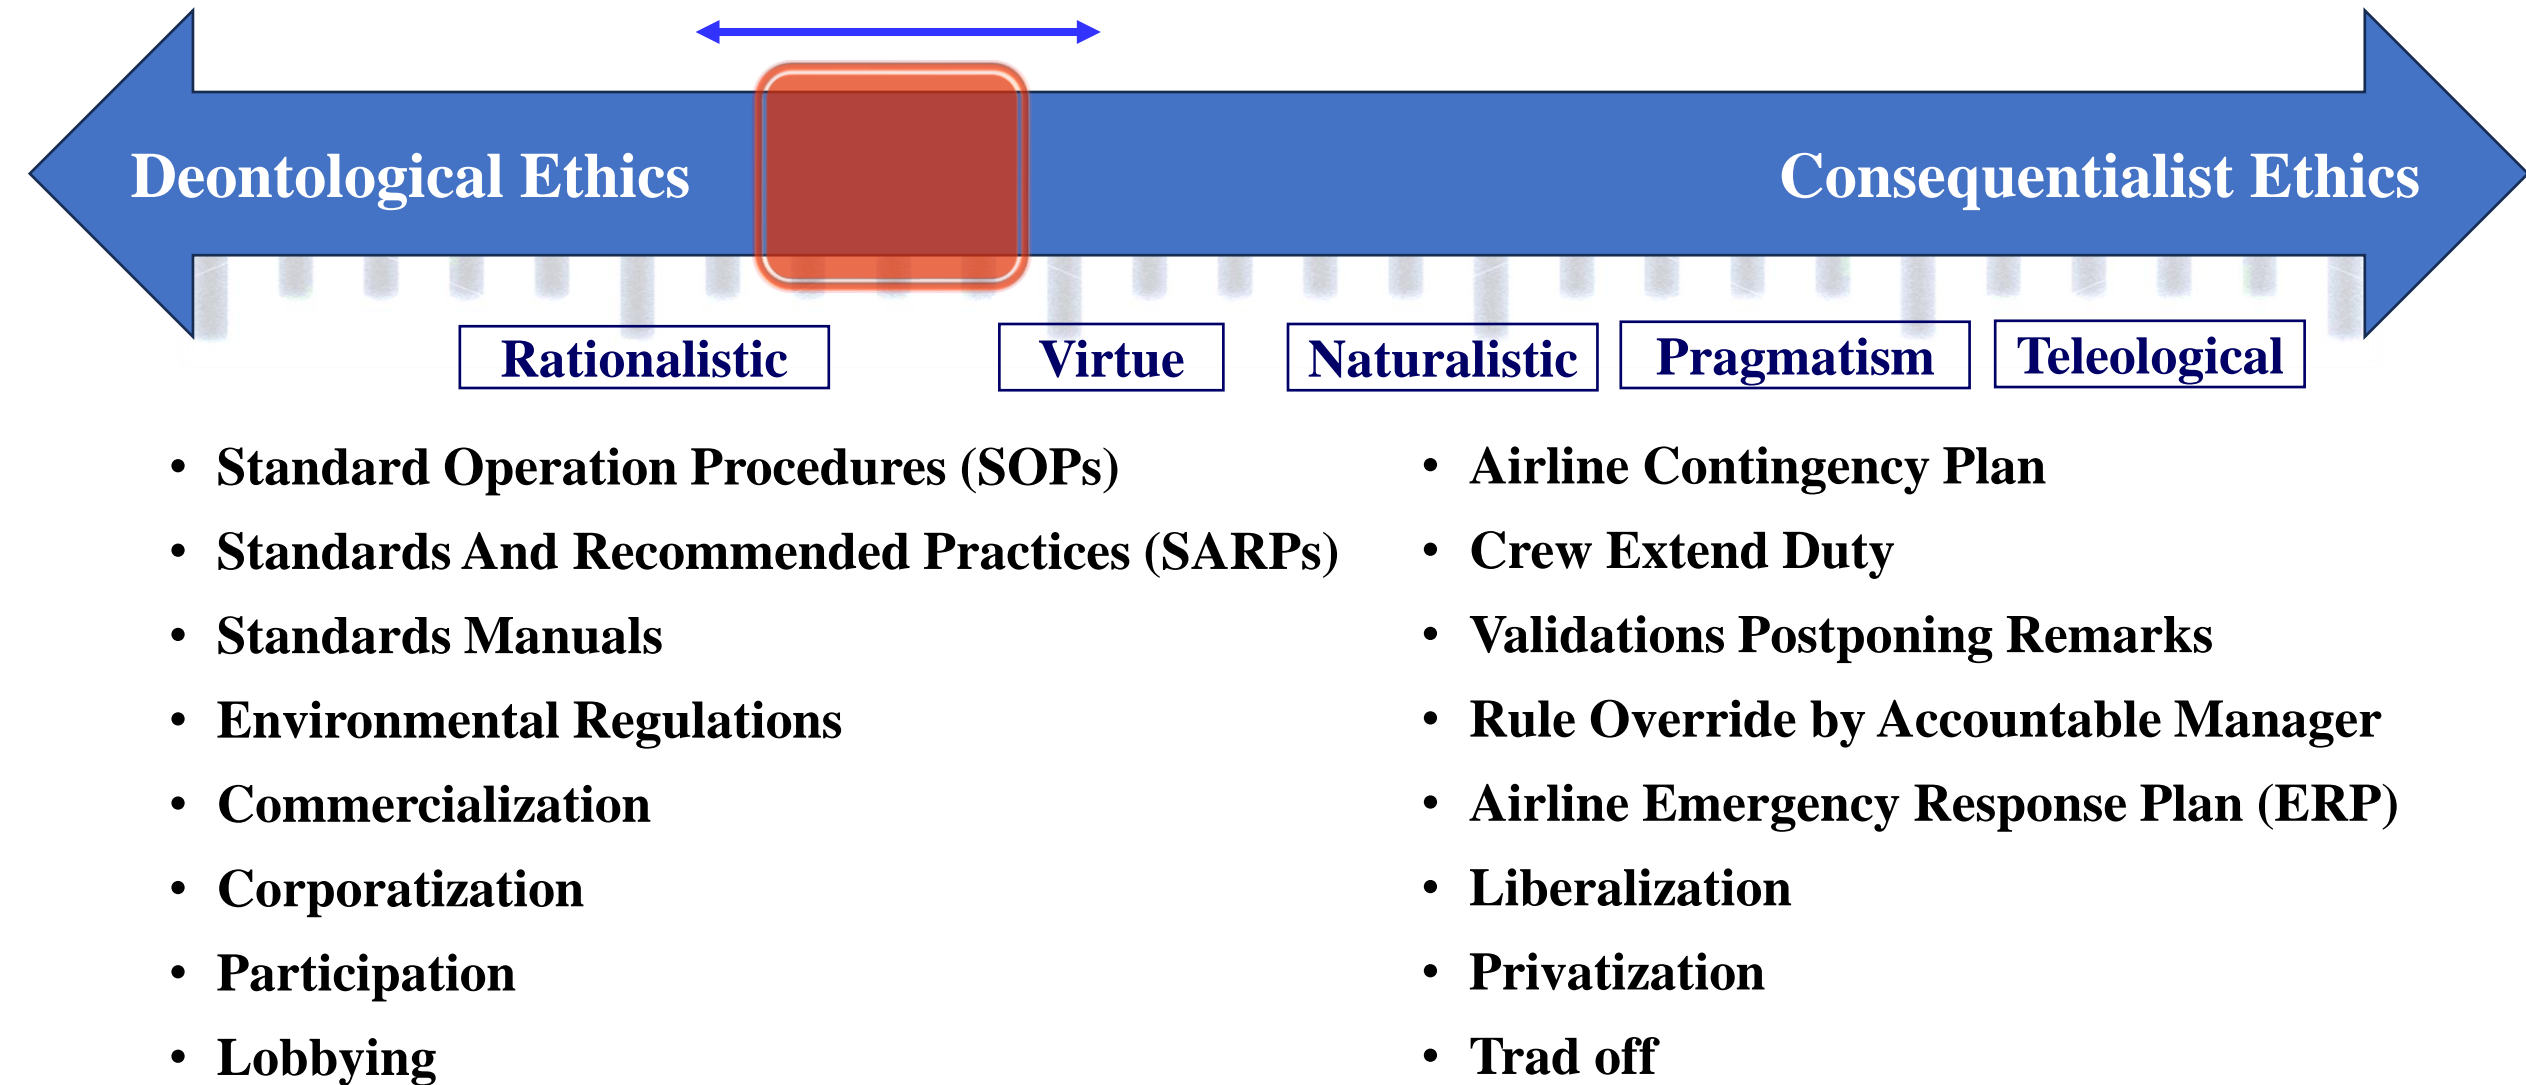 Deontological Ethics
Consequentialist Ethics
Rationalistic
Virtue
Naturalistic
Pragmatism
Teleological
• Standard Operation Procedures (SOPs)
• Standards And Recommended Practices (SARPs)
• Standards Manuals
• Environmental Regulations
• Commercialization
• Corporatization
• Participation
• Lobbying
• Airline Contingency Plan
• Crew Extend Duty
• Validations Postponing Remarks
• Rule Override by Accountable Manager
• Airline Emergency Response Plan (ERP)
• Liberalization
• Privatization
• Trad off